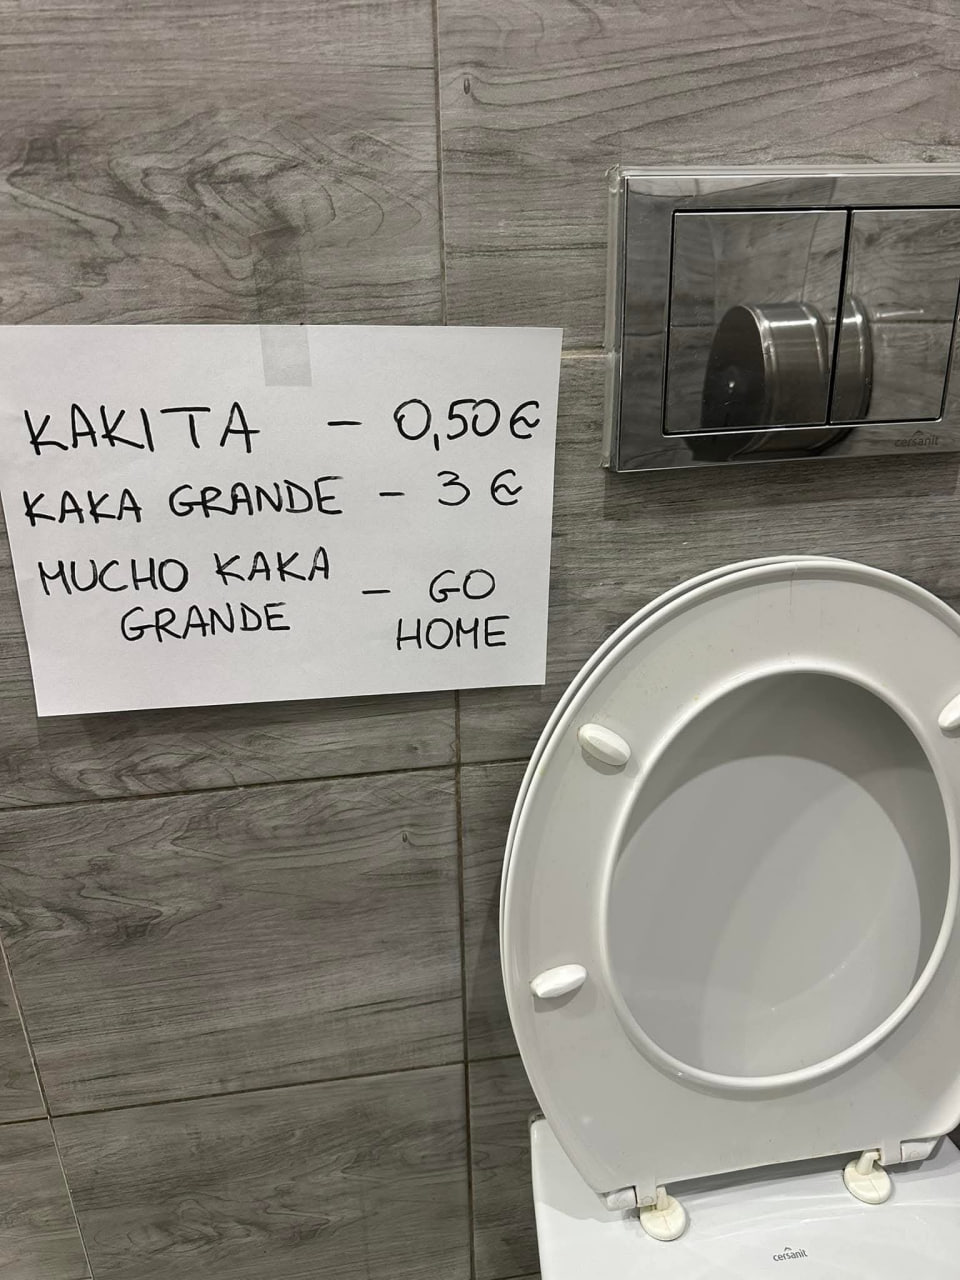 KAKITA - 0,50 €
KAKA GRANDE - 3 €
MUCHO KAKA GRANDE - GO HOME
cersanit
cersanit